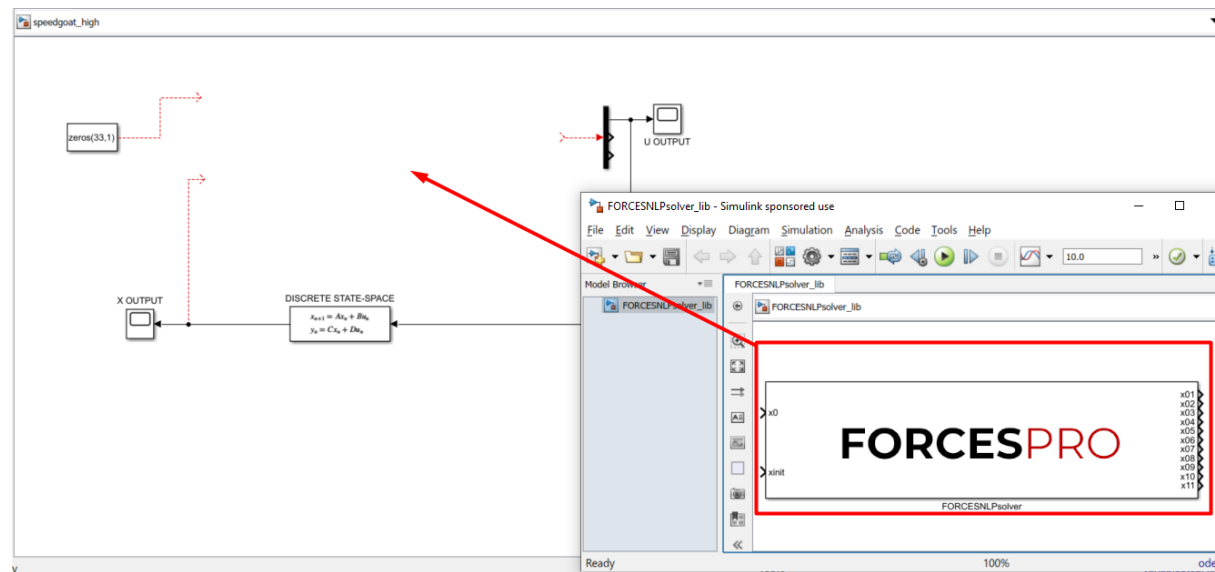 speedgoat_high
zeros(33,1)
U OUTPUT
X OUTPUT
DISCRETE STATE-SPACE
xₙ₊₁ = Axₙ + Buₙ
yₙ = Cxₙ + Duₙ
FORCESNLPsolver_lib - Simulink sponsored use
File Edit View Display Diagram Simulation Analysis Code Tools Help
10.0
Model Browser
FORCESNLPsolver_lib
FORCESNLPsolver_lib
FORCESNLPsolver_lib
x0
xinit
FORCESPRO
x01
x02
x03
x04
x05
x06
x07
x08
x09
x10
x11
FORCESNLPsolver
Ready 100% ode